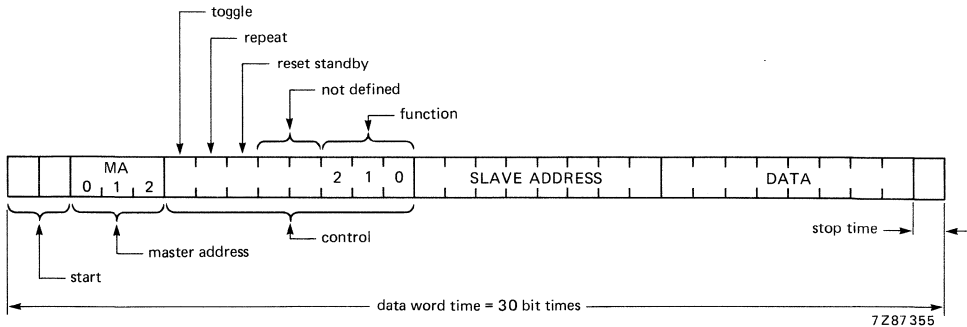 toggle
repeat
reset standby
not defined
function
MA
0 1 2
2 1 0
SLAVE ADDRESS
DATA
stop time
control
master address
start
data word time = 30 bit times
7Z87355